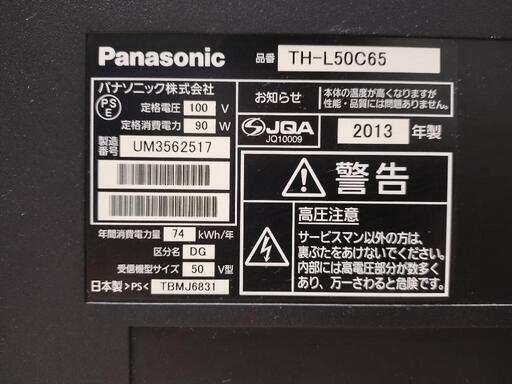 Panasonic
品番 TH-L50C65
パナソニック株式会社
PS
E
定格電圧 100 V
定格消費電力 90 W
製造
番号 UM3562517
年間消費電力量 74 kWh/年
区分名 DG
受信機型サイズ 50 V型
日本製 >PS< TBMJ6831
お知らせ 本体の温度が高くなりますが
性能・品質には問題ありません。
SJQA
JQ10009
2013 年製
警告
高圧注意
サービスマン以外の方は、
裏ぶたをあけないでください。
内部には高電圧部分が数多く
あり、万一さわると危険です。